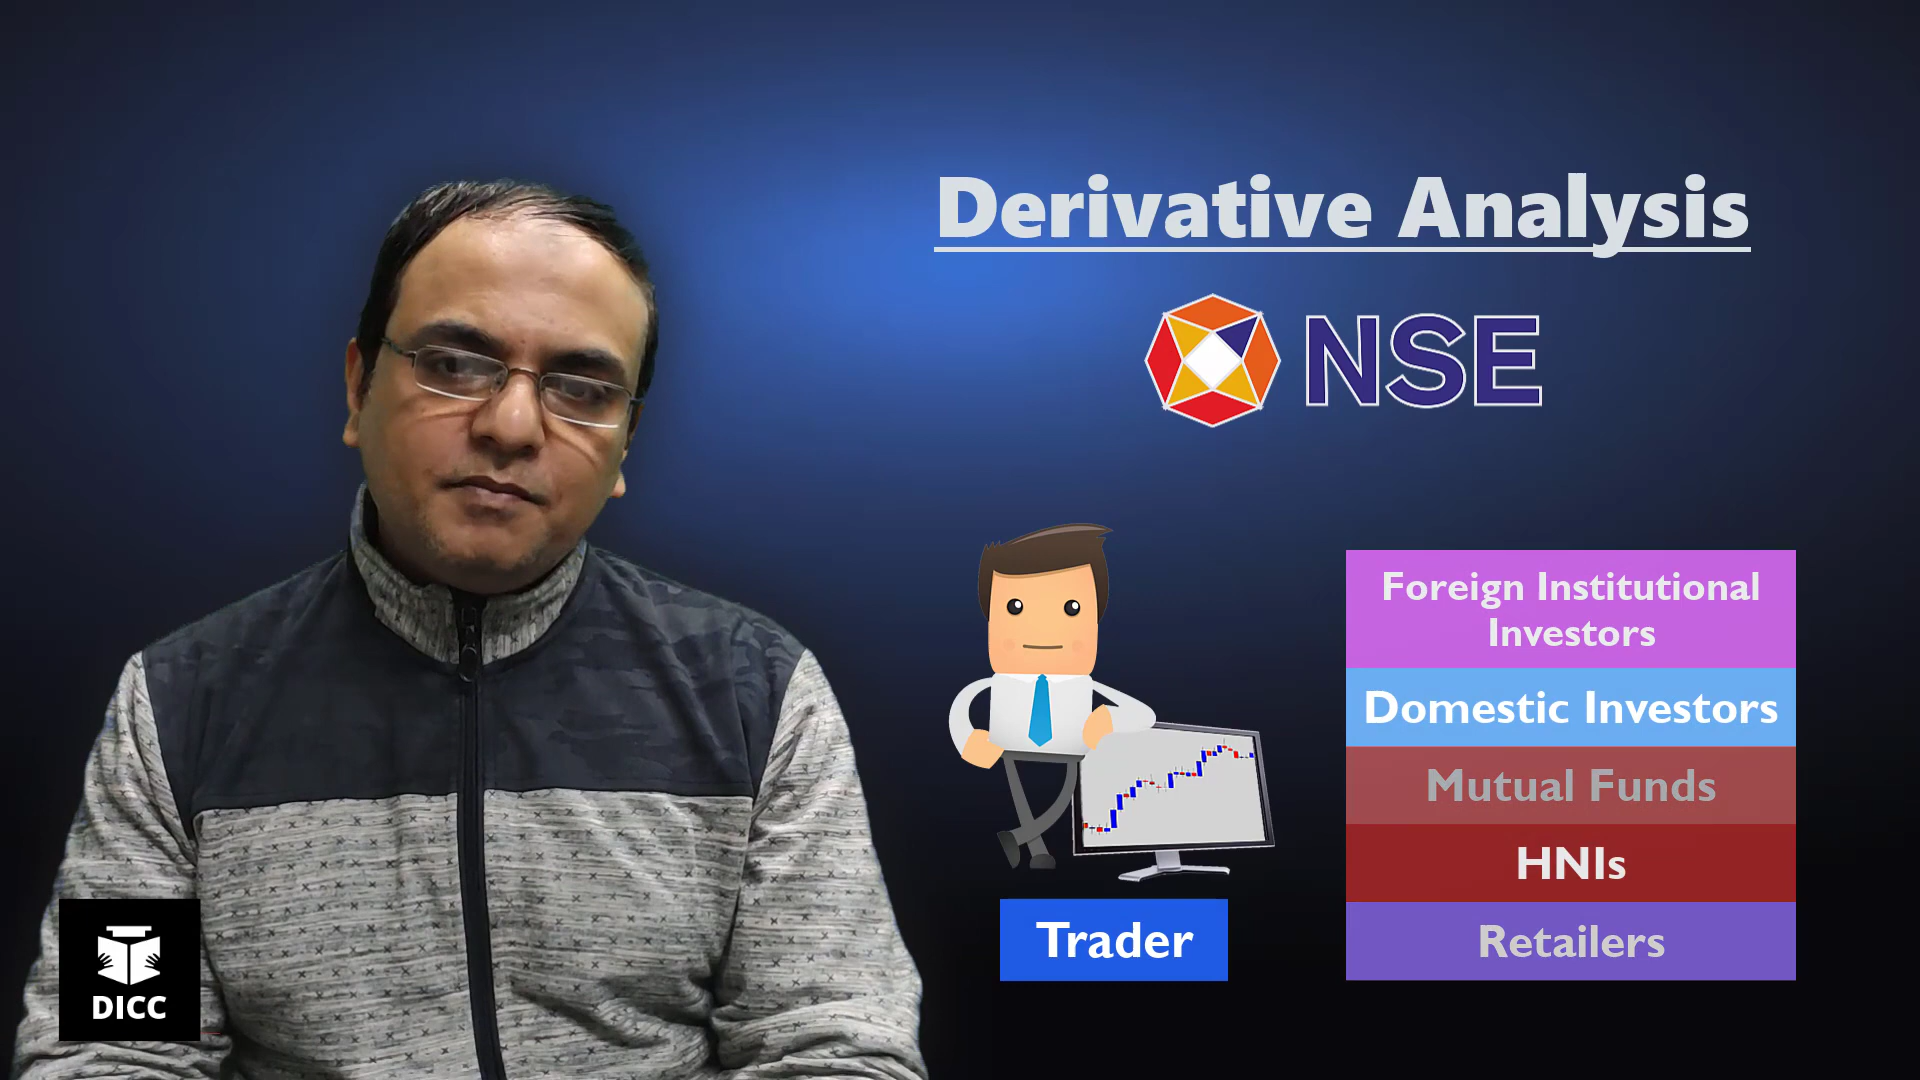 Derivative Analysis
NSE
Foreign Institutional
Investors
Domestic Investors
Mutual Funds
HNIs
Retailers
Trader
DICC